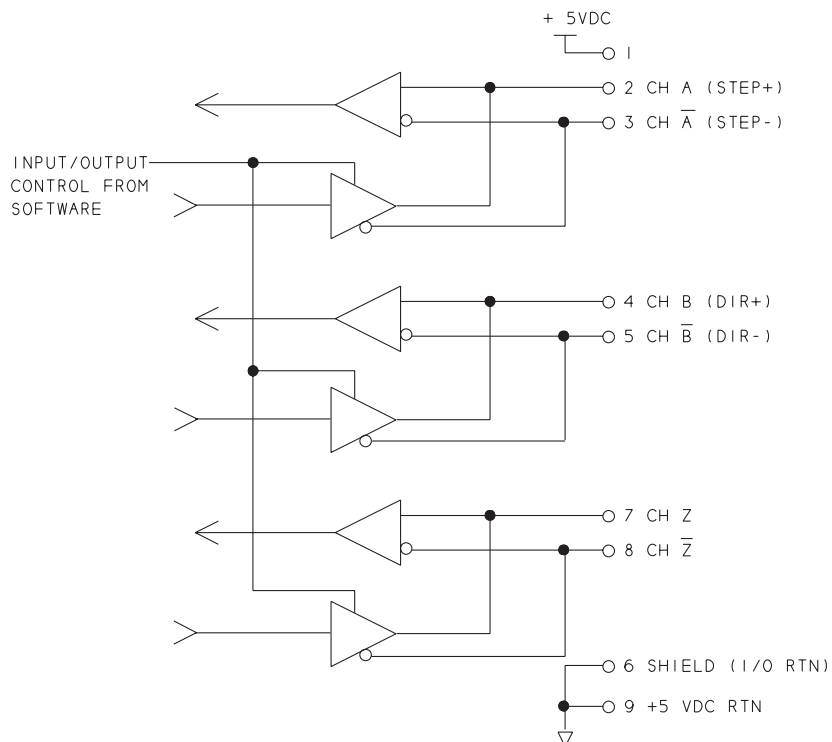 + 5VDC
1
2 CH A (STEP+)
3 CH A̅ (STEP-)
INPUT/OUTPUT
CONTROL FROM
SOFTWARE
4 CH B (DIR+)
5 CH B̅ (DIR-)
7 CH Z
8 CH Z̅
6 SHIELD (I/O RTN)
9 +5 VDC RTN